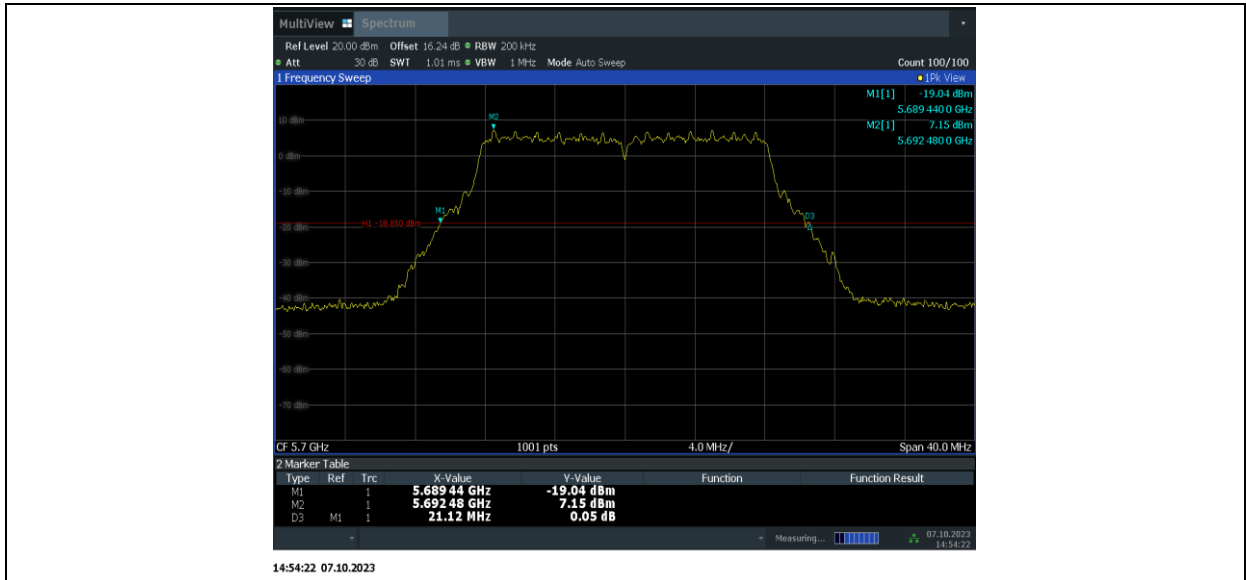 MultiView Spectrum
Ref Level 20.00 dBm Offset 16.24 dB RBW 200 kHz
Att 30 dB SWT 1.01 ms VBW 1 MHz Mode Auto Sweep Count 100/100
1 Frequency Sweep 1Pk View
M1[1] -19.04 dBm
5.689 440 0 GHz
M2[1] 7.15 dBm
5.692 480 0 GHz
M2
10 dBm
0 dBm
-10 dBm
M1
D3
H1 -18.850 dBm
-20 dBm
-30 dBm
-40 dBm
-50 dBm
-60 dBm
-70 dBm
CF 5.7 GHz 1001 pts 4.0 MHz/ Span 40.0 MHz
2 Marker Table
Type Ref Trc X-Value Y-Value Function Function Result
M1 1 5.689 44 GHz -19.04 dBm
M2 1 5.692 48 GHz 7.15 dBm
D3 M1 1 21.12 MHz 0.05 dB
Measuring... 07.10.2023
14:54:22
14:54:22 07.10.2023